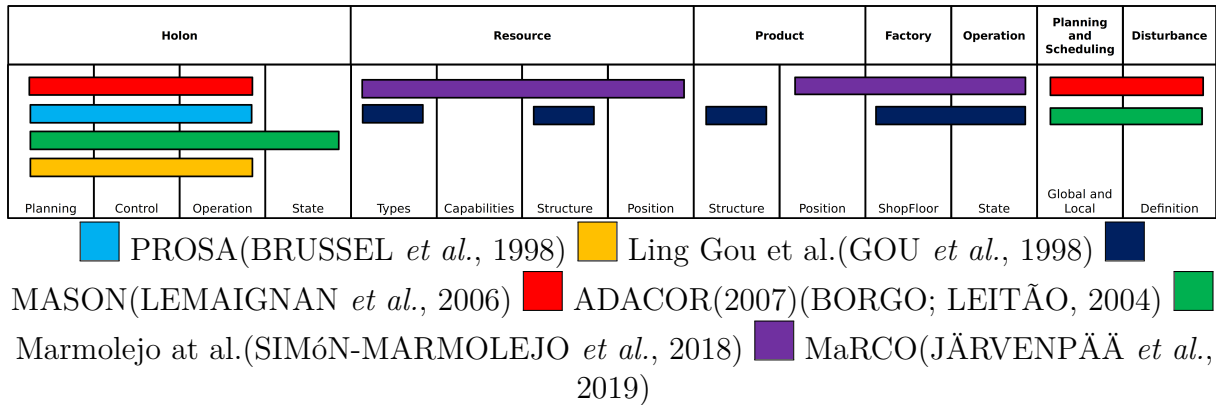 Holon Resource Product Factory Operation Planning and Scheduling Disturbance
Planning Control Operation State Types Capabilities Structure Position Structure Position ShopFloor State Global and Local Definition
PROSA(BRUSSEL et al., 1998) Ling Gou et al.(GOU et al., 1998)
MASON(LEMAIGNAN et al., 2006) ADACOR(2007)(BORGO; LEITÃO, 2004)
Marmolejo at al.(SIMóN-MARMOLEJO et al., 2018) MaRCO(JÄRVENPÄÄ et al.,
2019)